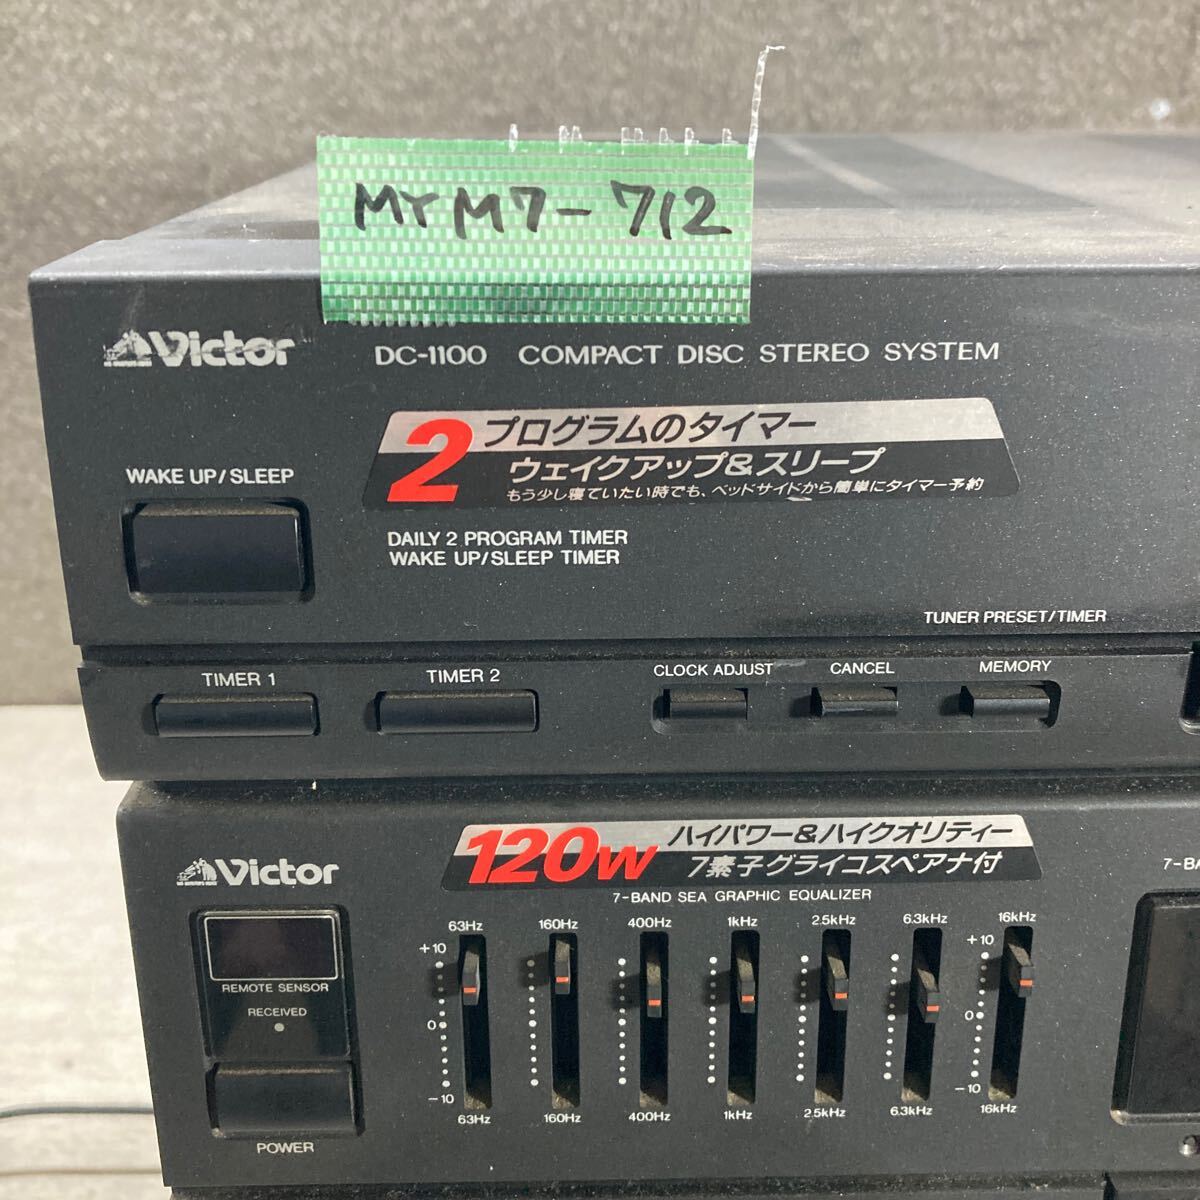 MYM7-712
Victor
DC-1100 COMPACT DISC STEREO SYSTEM
2プログラムのタイマー
ウェイクアップ&スリープ
もう少し寝ていたい時でも、ベッドサイドから簡単にタイマー予約
WAKE UP/SLEEP
DAILY 2 PROGRAM TIMER
WAKE UP/SLEEP TIMER
TUNER PRESET/TIMER
TIMER 1
TIMER 2
CLOCK ADJUST
CANCEL
MEMORY
Victor
120W ハイパワー&ハイクオリティー
7素子グライコスペアナ付
7-BAND SEA GRAPHIC EQUALIZER
7-BA
63Hz 160Hz 400Hz 1kHz 2.5kHz 6.3kHz 16kHz
+10 +10
0 0
-10 -10
63Hz 160Hz 400Hz 1kHz 2.5kHz 6.3kHz 16kHz
REMOTE SENSOR
RECEIVED
POWER